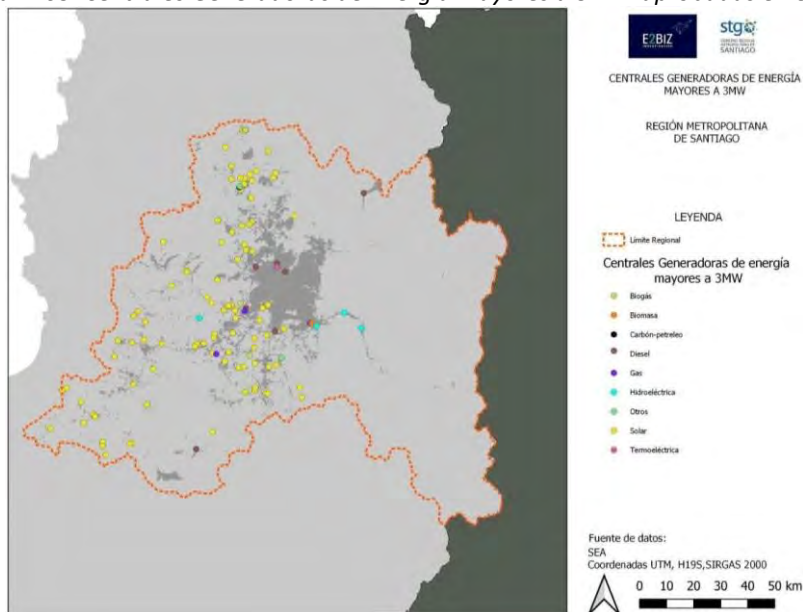 E2BIZ
stgo
SANTIAGO
CENTRALES GENERADORAS DE ENERGÍA
MAYORES A 3MW
REGIÓN METROPOLITANA
DE SANTIAGO
LEYENDA
Límite Regional
Centrales Generadoras de energía
mayores a 3MW
Biogás
Biomasa
Carbón-petreleo
Diesel
Gas
Hidroeléctrica
Otros
Solar
Termoeléctrica
Fuente de datos:
SEA
Coordenadas UTM, H19S,SIRGAS 2000
0 10 20 30 40 50 km